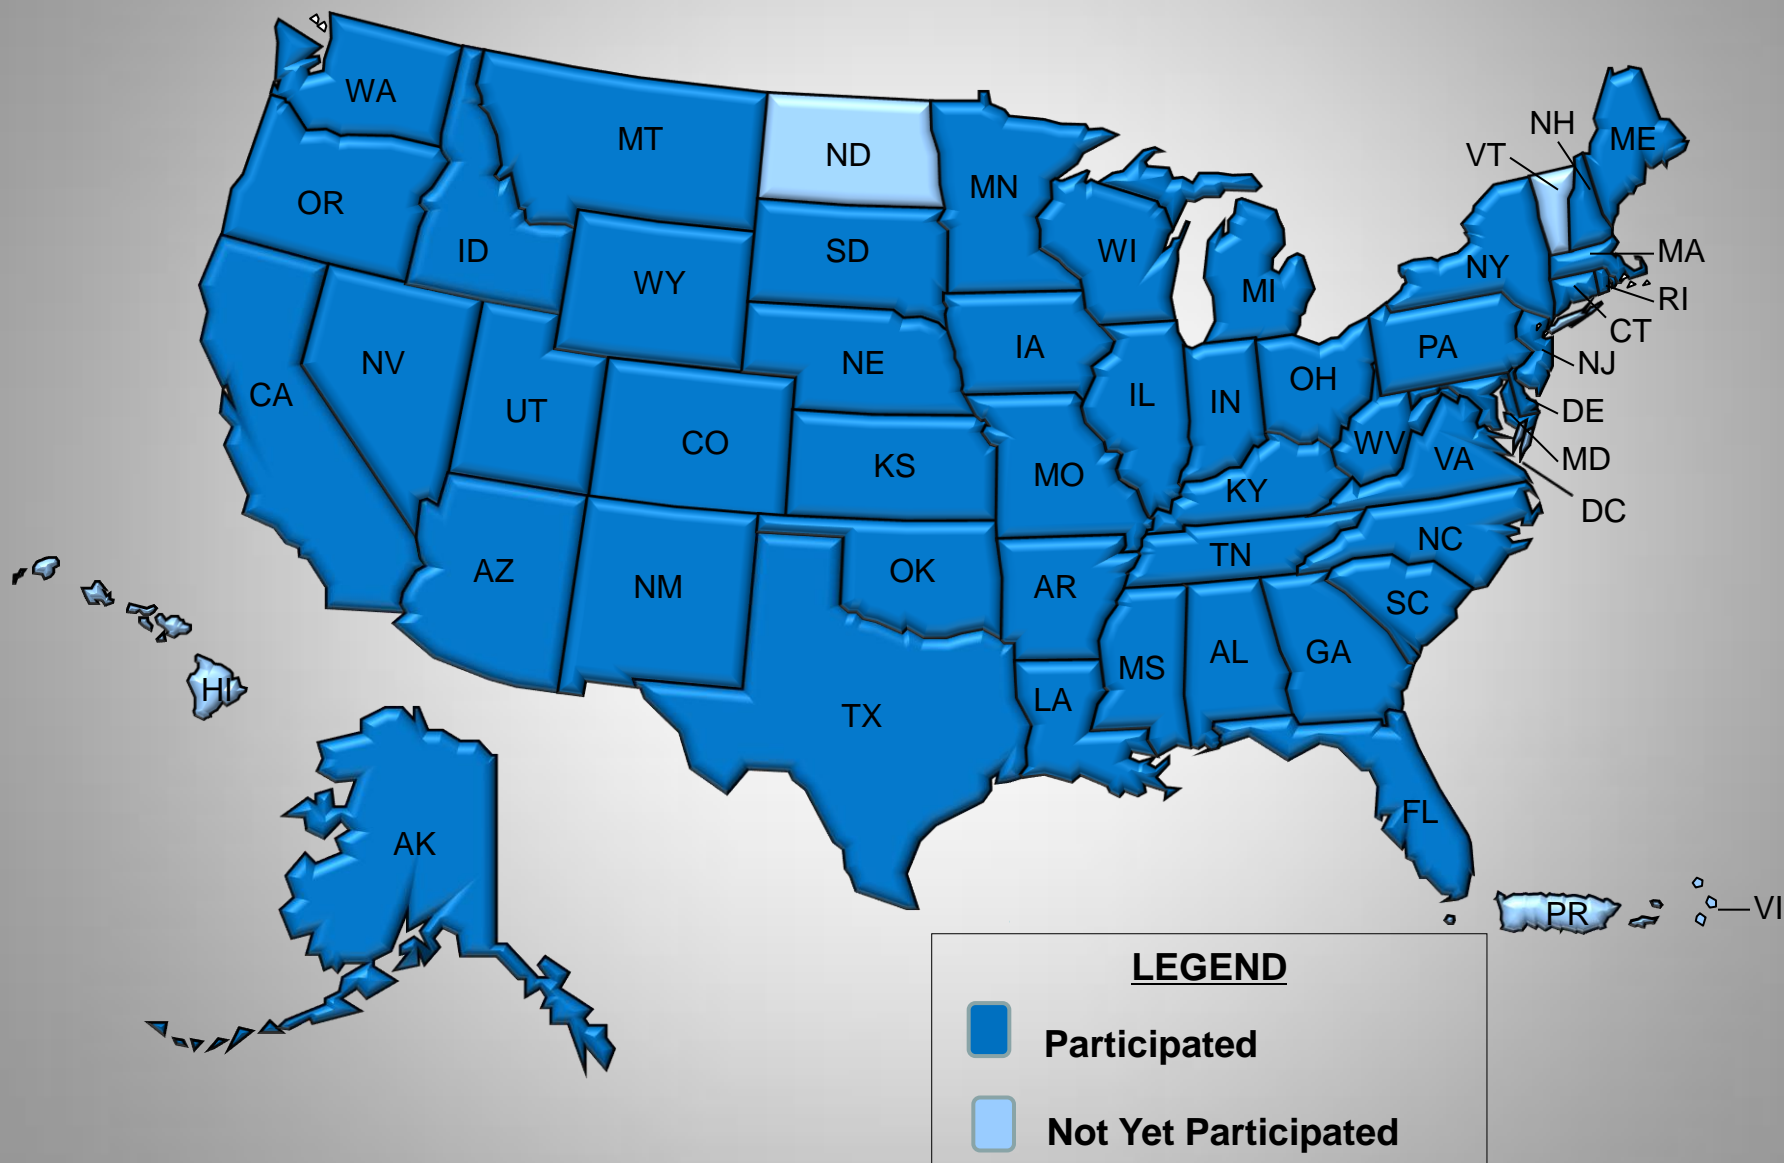 WA
MT
ND
MN
NH
ME
VT
OR
ID
SD
WI
MA
WY
NY
MI
RI
CT
NV
NE
IA
PA
NJ
CA
UT
IL
IN
OH
DE
CO
KS
MO
WV
VA
MD
KY
DC
AZ
NM
OK
AR
TN
NC
SC
HI
TX
LA
MS
AL
GA
AK
FL
PR
VI
LEGEND
Participated
Not Yet Participated